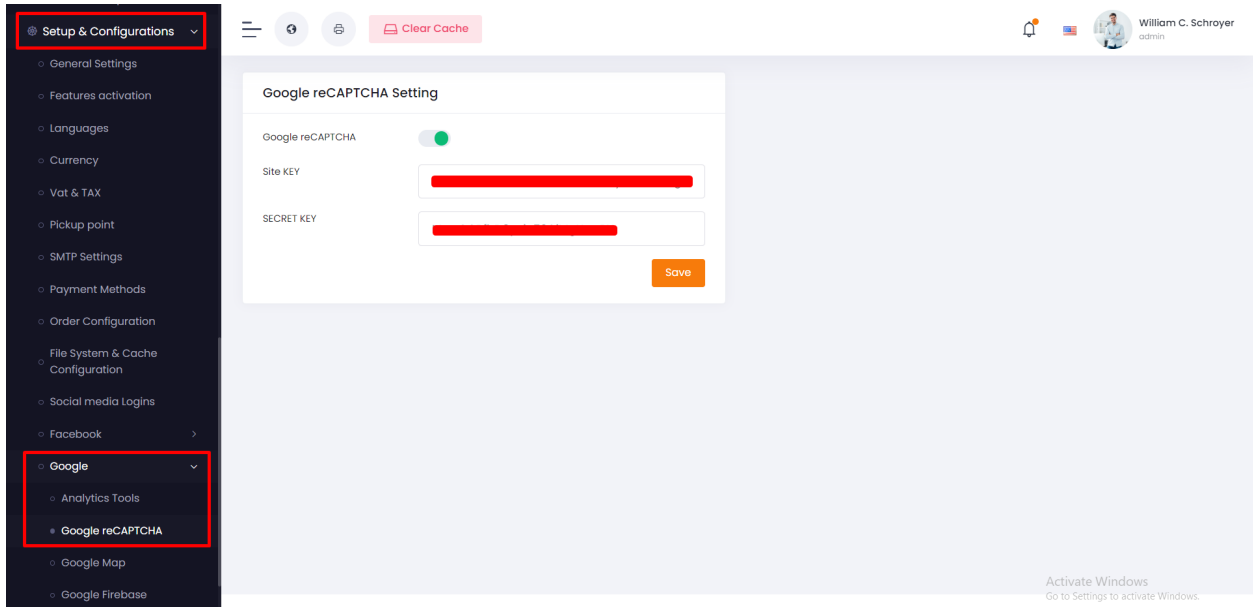 Setup & Configurations
General Settings
Features activation
Languages
Currency
Vat & TAX
Pickup point
SMTP Settings
Payment Methods
Order Configuration
File System & Cache
Configuration
Social media Logins
Facebook
Google
Analytics Tools
Google reCAPTCHA
Google Map
Google Firebase
Clear Cache
William C. Schroyer
admin
Google reCAPTCHA Setting
Google reCAPTCHA
Site KEY
SECRET KEY
Save
Activate Windows
Go to Settings to activate Windows.